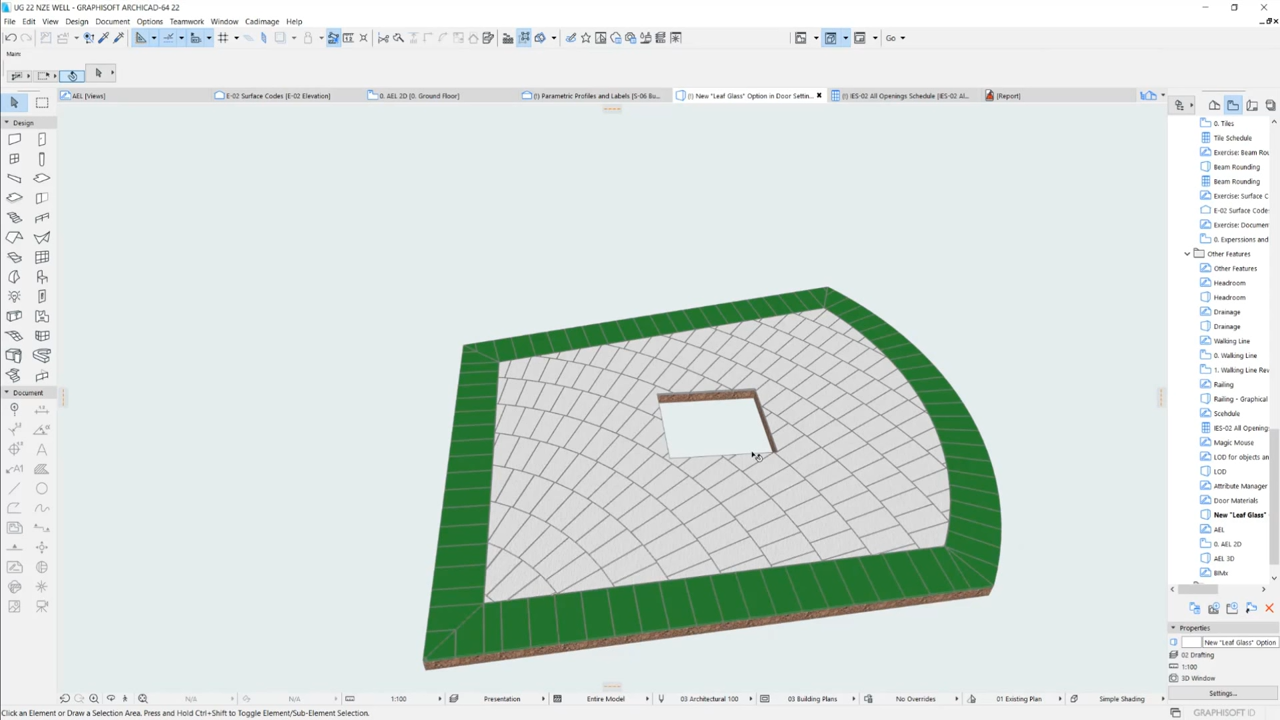 UG 22 NZE WELL - GRAPHISOFT ARCHICAD-64 22
File Edit View Design Document Options Teamwork Window Cadimage Help
Go
Main
AEL [Views]
E-02 Surface Codes [E-02 Elevation]
0. AEL 2D [0. Ground Floor]
(!) Parametric Profiles and Labels [S-06 Bu...
(!) New "Leaf Glass" Option in Door Settin...
(!) IES-02 All Openings Schedule [IES-02 Al...
[Report]
Design
Document
0. Tiles
Tile Schedule
Exercise: Beam Rou
Beam Rounding
Beam Rounding
Exercise: Surface C
E-02 Surface Code
Exercise: Documen
0. Experssions and
Other Features
Other Features
Headroom
Headroom
Drainage
Drainage
Walking Line
0. Walking Line
1. Walking Line Rev
Railing
Railing - Graphical
Scehdule
IES-02 All Opening
Magic Mouse
LOD for objects an
LOD
Attribute Manager
Door Materials
New "Leaf Glass"
AEL
0. AEL 2D
AEL 3D
BIMx
Properties
New "Leaf Glass" Option
02 Drafting
1:100
3D Window
Settings...
N/A
N/A
1:100
Presentation
Entire Model
03 Architectural 100
03 Building Plans
No Overrides
01 Existing Plan
Simple Shading
Click an Element or Draw a Selection Area. Press and Hold Ctrl+Shift to Toggle Element/Sub-Element Selection.
GRAPHISOFT ID